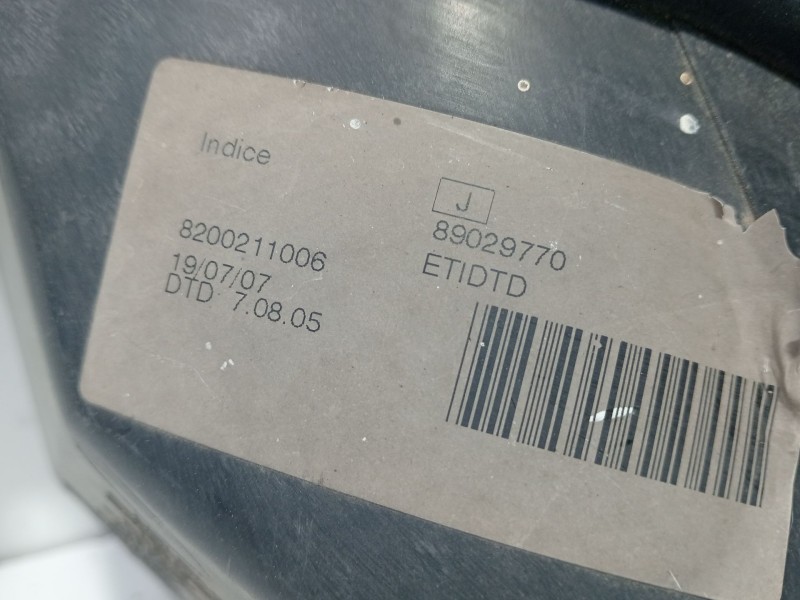 Indice
J
8200211006
89029770
19/07/07
ETIDTD
DTD 7.08.05